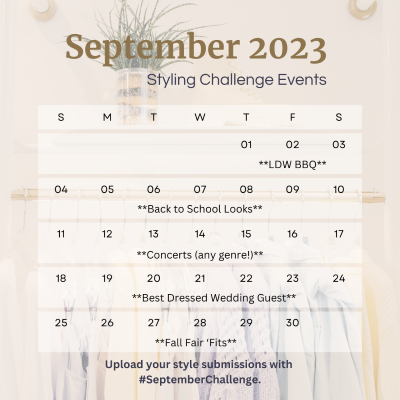 September 2023
Styling Challenge Events
S M T W T F S
01 02 03
**LDW BBQ**
04 05 06 07 08 09 10
**Back to School Looks**
11 12 13 14 15 16 17
**Concerts (any genre!)**
18 19 20 21 22 23 24
**Best Dressed Wedding Guest**
25 26 27 28 29 30
**Fall Fair ‘Fits**
Upload your style submissions with
#SeptemberChallenge.